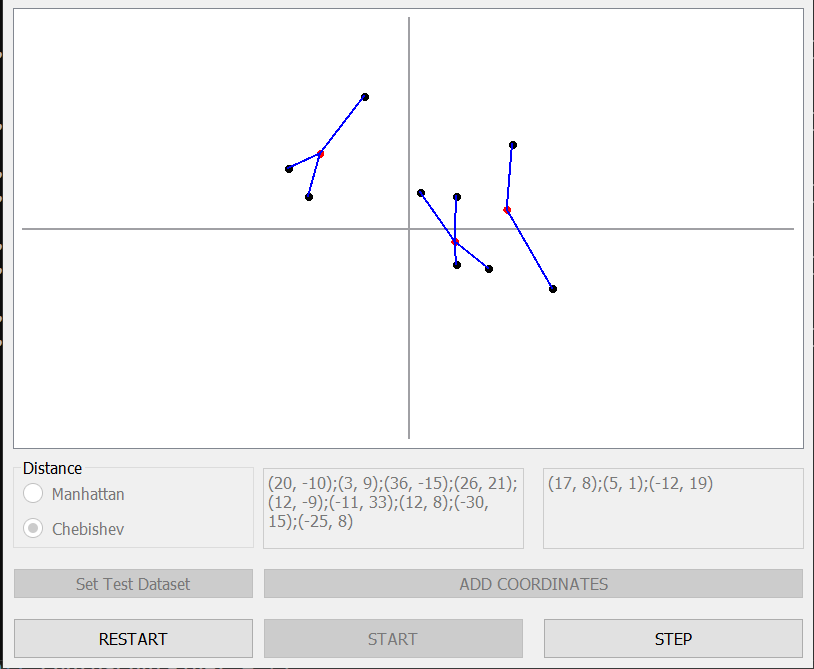 Distance
Manhattan
Chebishev
(20, -10);(3, 9);(36, -15);(26, 21);
(12, -9);(-11, 33);(12, 8);(-30,
15);(-25, 8)
(17, 8);(5, 1);(-12, 19)
Set Test Dataset
ADD COORDINATES
RESTART
START
STEP